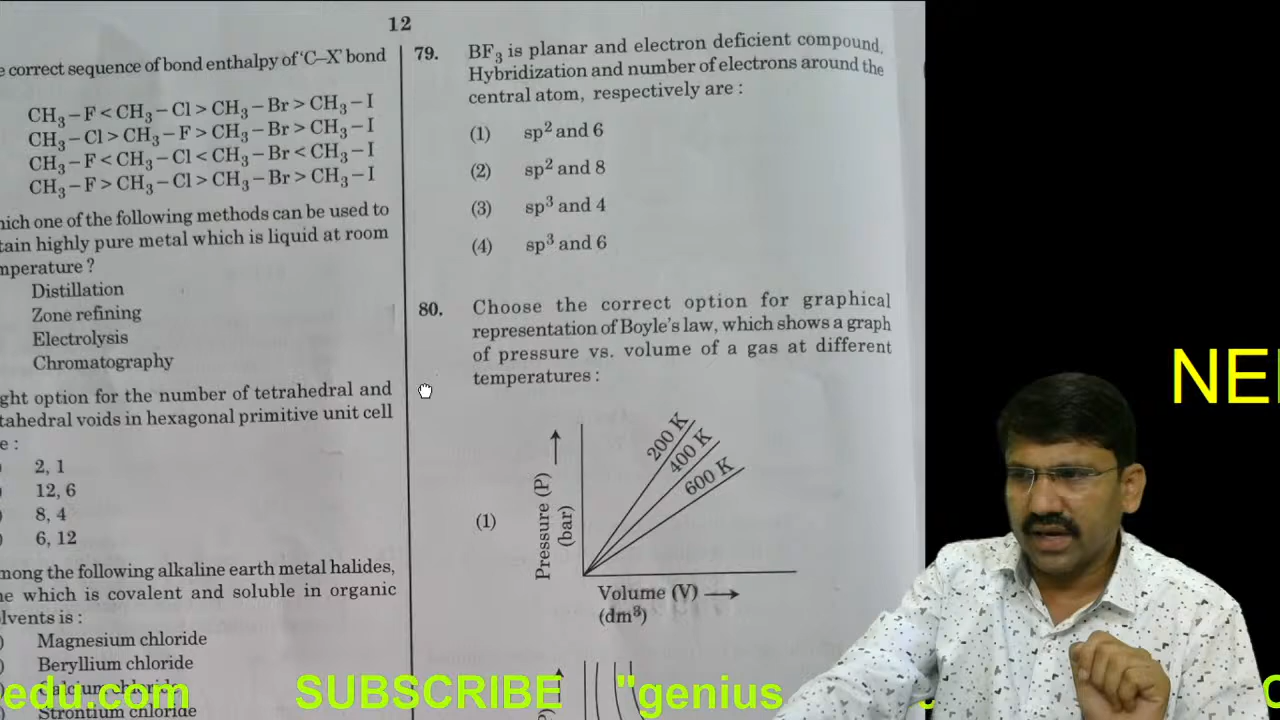 12
e correct sequence of bond enthalpy of 'C–X' bond
CH₃ – F < CH₃ – Cl > CH₃ – Br > CH₃ – I
CH₃ – Cl > CH₃ – F > CH₃ – Br > CH₃ – I
CH₃ – F < CH₃ – Cl < CH₃ – Br < CH₃ – I
CH₃ – F > CH₃ – Cl > CH₃ – Br > CH₃ – I
hich one of the following methods can be used to
tain highly pure metal which is liquid at room
mperature ?
Distillation
Zone refining
Electrolysis
Chromatography
ght option for the number of tetrahedral and
tahedral voids in hexagonal primitive unit cell
e :
2, 1
12, 6
8, 4
6, 12
mong the following alkaline earth metal halides,
ne which is covalent and soluble in organic
lvents is :
Magnesium chloride
Beryllium chloride
Calcium chloride
Strontium chloride
79. BF₃ is planar and electron deficient compound.
Hybridization and number of electrons around the
central atom, respectively are :
(1) sp² and 6
(2) sp² and 8
(3) sp³ and 4
(4) sp³ and 6
80. Choose the correct option for graphical
representation of Boyle's law, which shows a graph
of pressure vs. volume of a gas at different
temperatures :
(1)
Pressure (P)
(bar)
200 K
400 K
600 K
Volume (V)
(dm³)
NE
edu.com SUBSCRIBE "genius